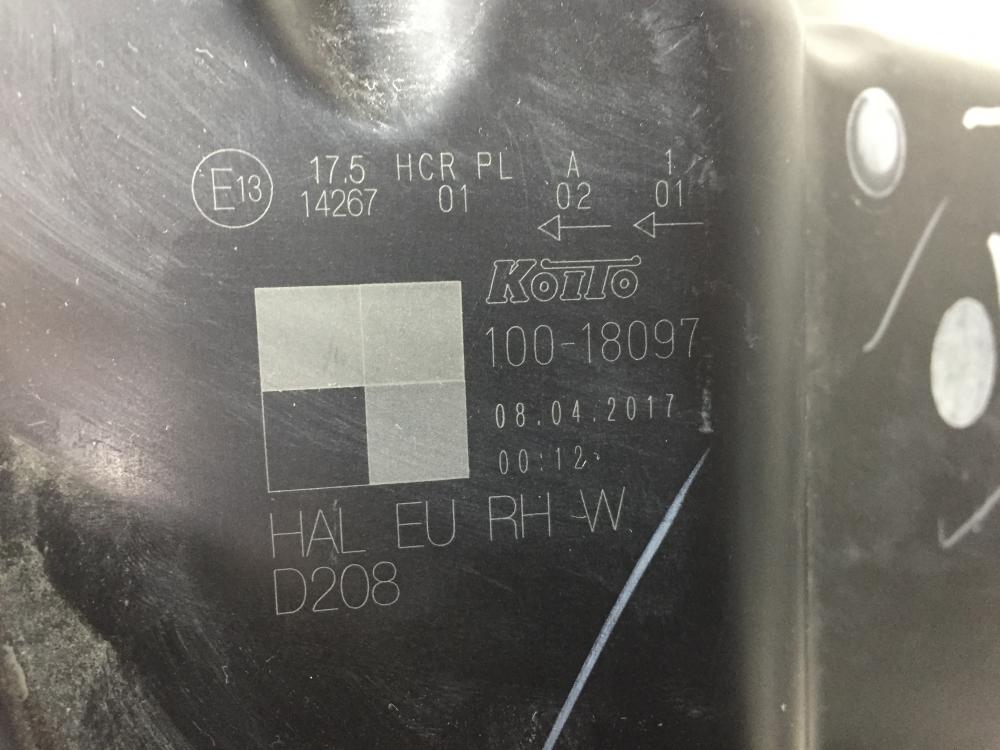 E13 17.5 HCR PL A 1
14267 01 02 01
KOITO
100-18097
08.04.2017
00:12
HAL EU RH -W
D208